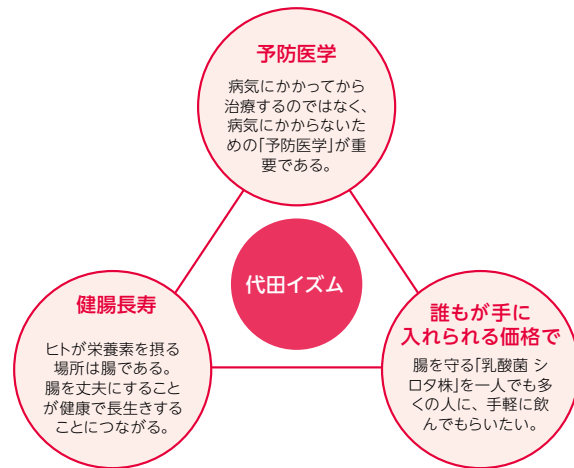 予防医学
病気にかかってから
治療するのではなく、
病気にかからないた
めの「予防医学」が重
要である。
代田イズム
健腸長寿
ヒトが栄養素を摂る
場所は腸である。
腸を丈夫にすること
が健康で長生きする
ことにつながる。
誰もが手に
入れられる価格で
腸を守る「乳酸菌 シ
ロタ株」を一人でも多
くの人に、手軽に飲
んでもらいたい。